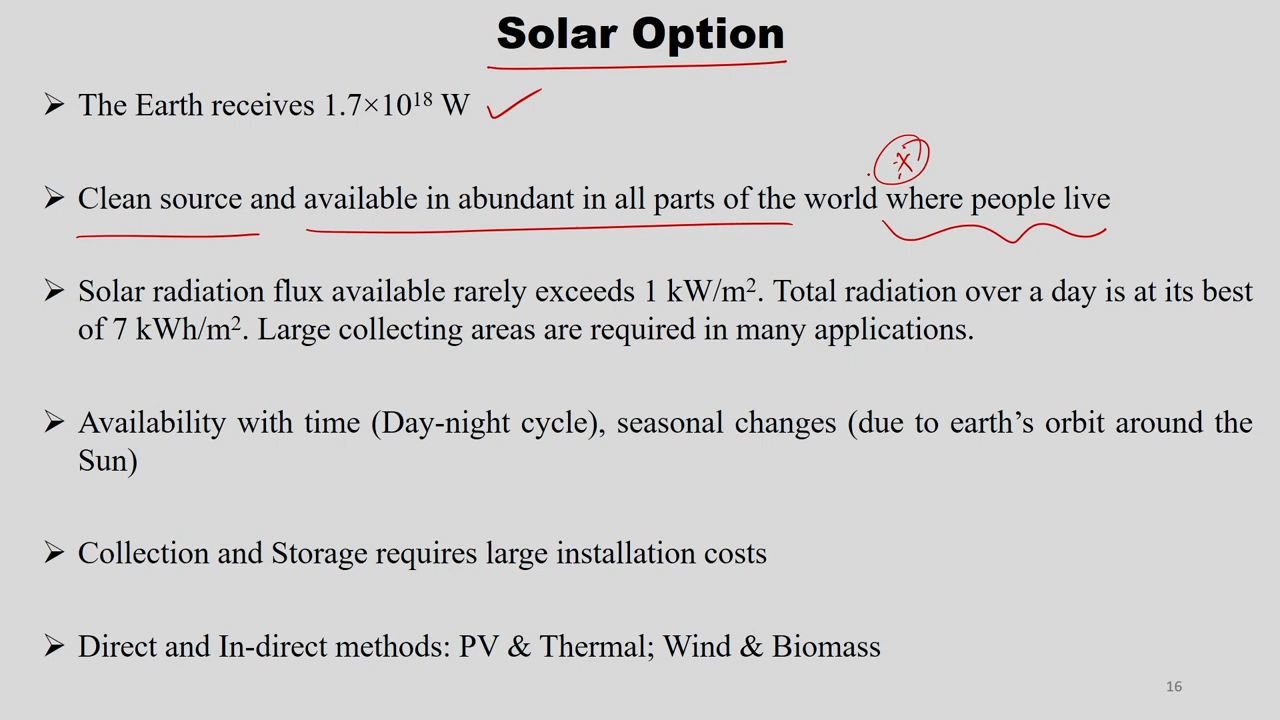 Solar Option
➢ The Earth receives 1.7×10¹⁸ W
➢ Clean source and available in abundant in all parts of the world where people live
➢ Solar radiation flux available rarely exceeds 1 kW/m². Total radiation over a day is at its best
of 7 kWh/m². Large collecting areas are required in many applications.
➢ Availability with time (Day-night cycle), seasonal changes (due to earth’s orbit around the
Sun)
➢ Collection and Storage requires large installation costs
➢ Direct and In-direct methods: PV & Thermal; Wind & Biomass
16